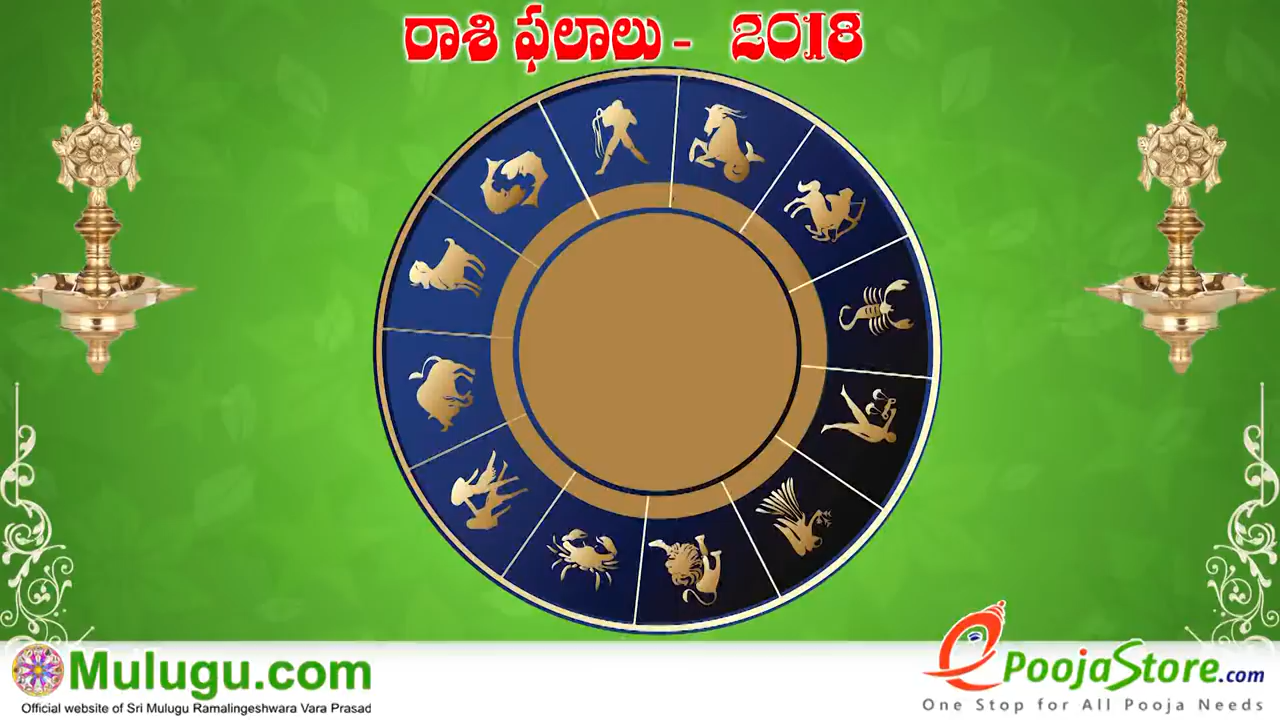 రాశి ఫలాలు - 2018
Mulugu.com
Official website of Sri Mulugu Ramalingeshwara Vara Prasad
ePoojaStore.com
One Stop for All Pooja Needs